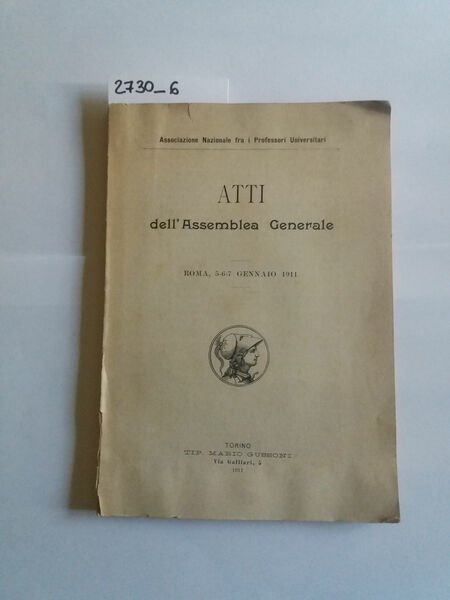 2730_6
Associazione Nazionale fra i Professori Universitari
ATTI
dell'Assemblea Generale
ROMA, 5-6-7 GENNAIO 1911
TORINO
TIP. MARIO GUSSONI
Via Galliari, 5
1911